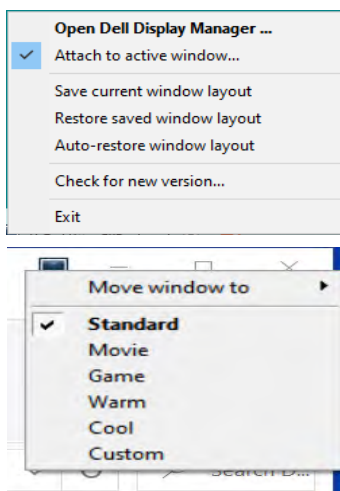 Open Dell Display Manager ...
Attach to active window...
Save current window layout
Restore saved window layout
Auto-restore window layout
Check for new version...
Exit
Move window to
Standard
Movie
Game
Warm
Cool
Custom
Search D...